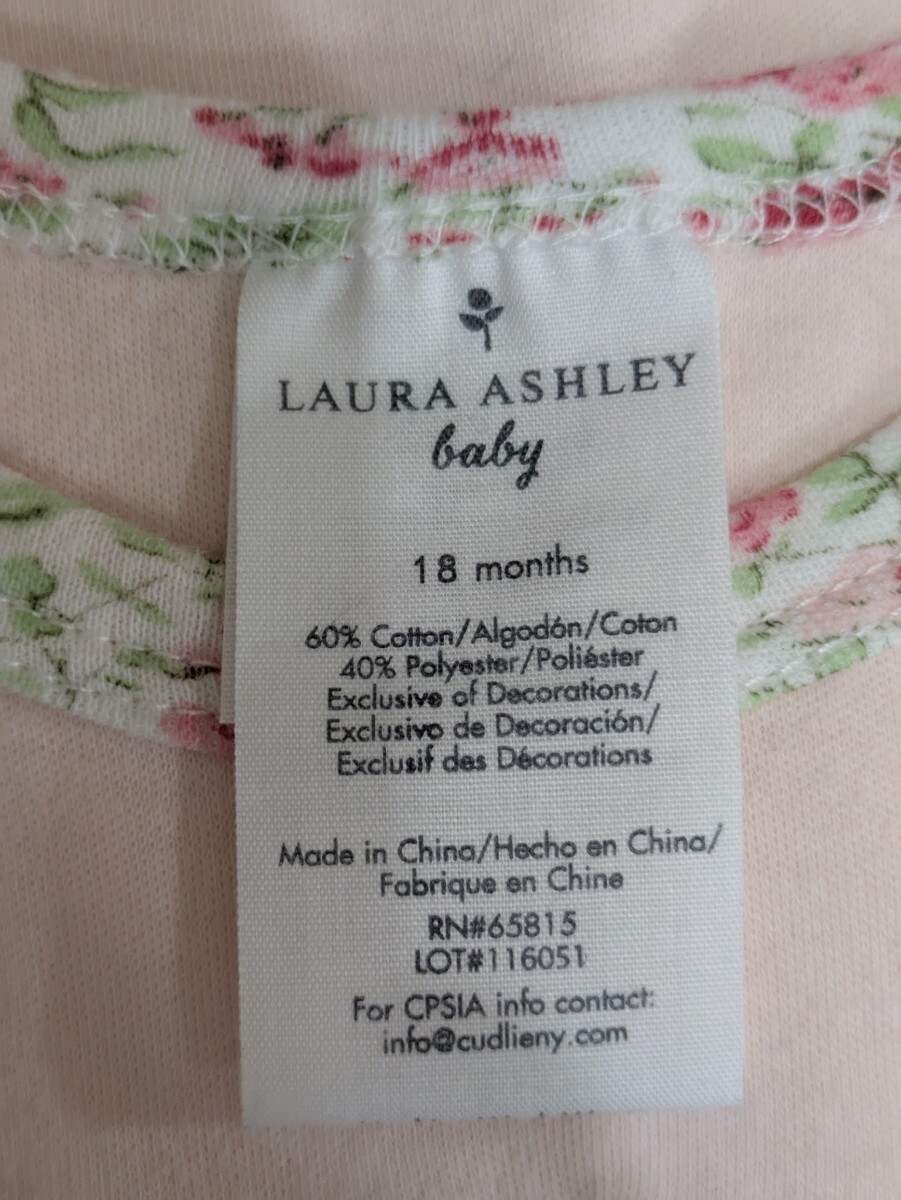 LAURA ASHLEY
baby
18 months
60% Cotton/Algodón/Coton
40% Polyester/Poliéster
Exclusive of Decorations/
Exclusivo de Decoración/
Exclusif des Décorations
Made in China/Hecho en China/
Fabrique en Chine
RN#65815
LOT#116051
For CPSIA info contact:
info@cudlieny.com